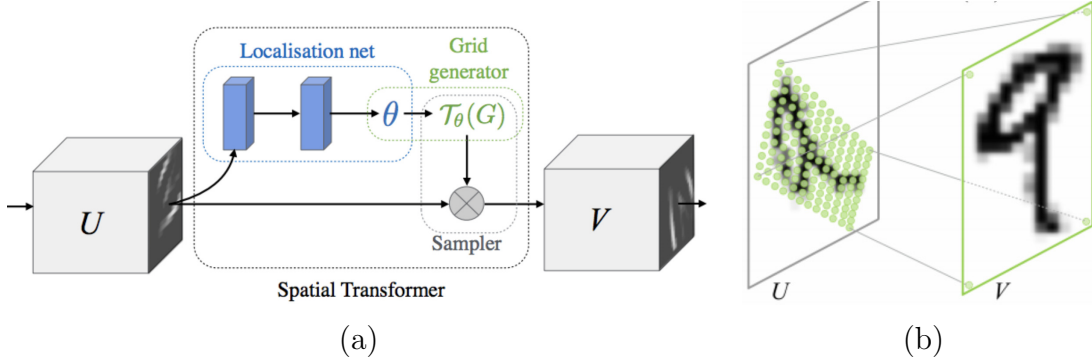 Localisation net
Grid
generator
θ
𝒯θ(G)
U
V
Sampler
Spatial Transformer
(a)
U
V
(b)